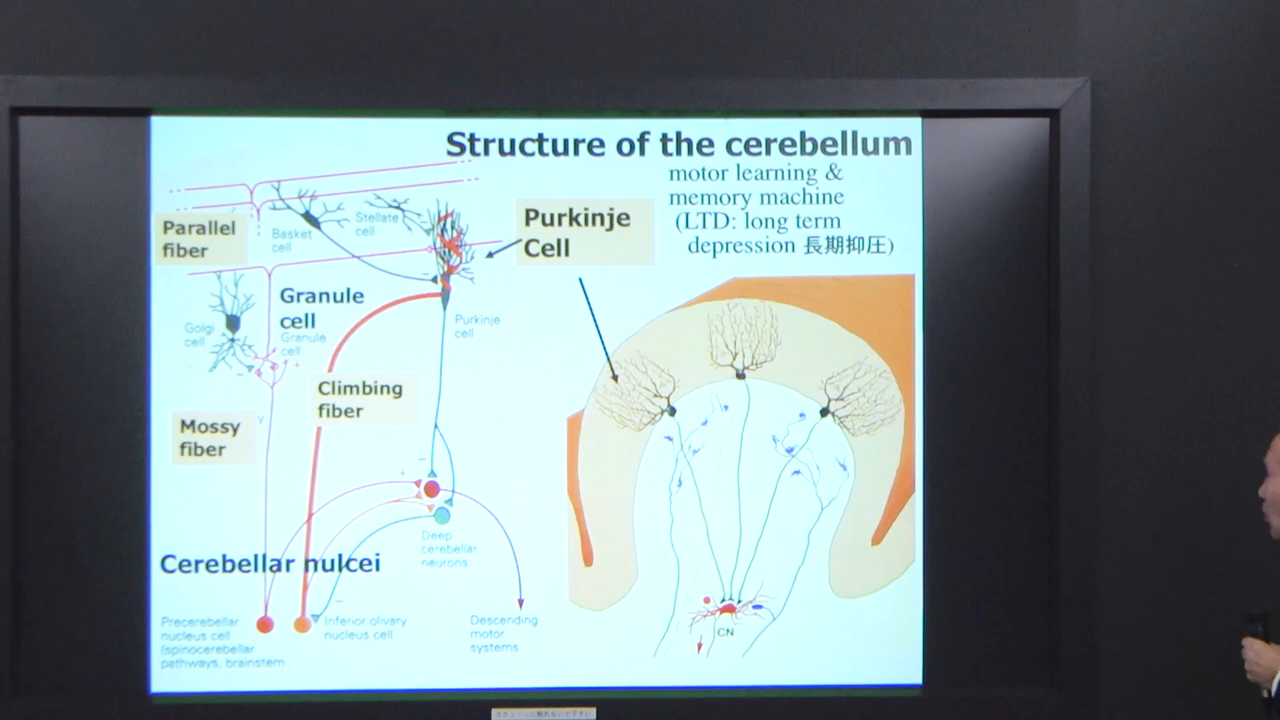 Structure of the cerebellum
motor learning &
memory machine
(LTD: long term
depression 長期抑圧)
Parallel
fiber
Basket
cell
Stellate
cell
Purkinje
Cell
Granule
cell
Golgi
cell
Granule
cell
Purkinje
cell
Climbing
fiber
Mossy
fiber
Deep
cerebellar
neurons
Cerebellar nulcei
Precerebellar
nucleus cell
(spinocerebellar
pathways, brainstem
Inferior olivary
nucleus cell
Descending
motor
systems
CN